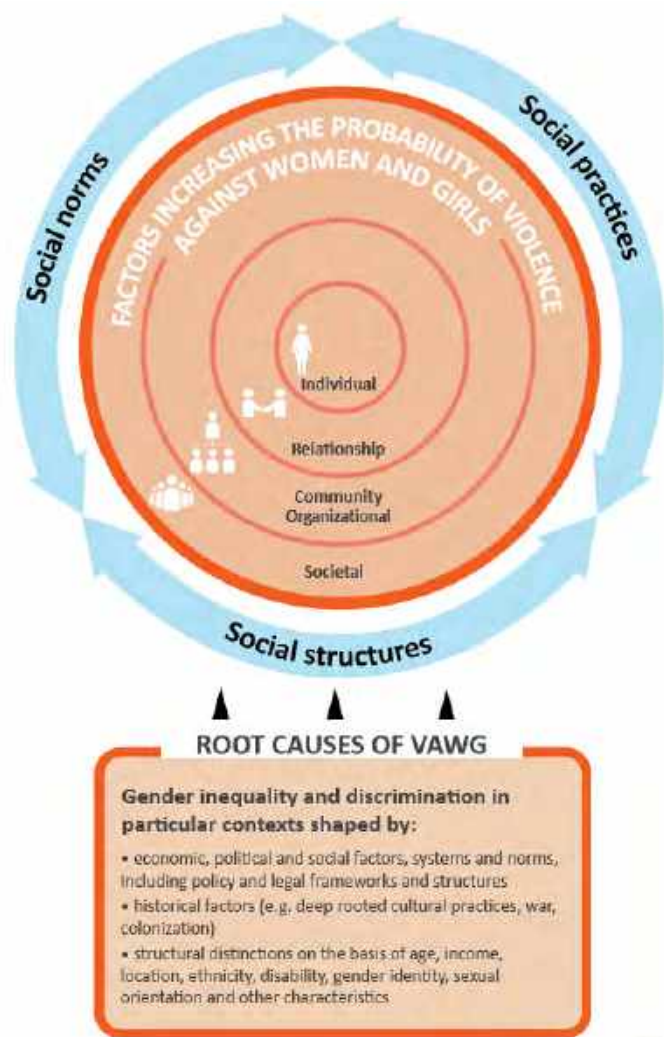 Social norms
Social practices
FACTORS INCREASING THE PROBABILITY OF VIOLENCE
AGAINST WOMEN AND GIRLS
Individual
Relationship
Community
Organizational
Societal
Social structures
ROOT CAUSES OF VAWG
Gender inequality and discrimination in
particular contexts shaped by:
• economic, political and social factors, systems and norms,
including policy and legal frameworks and structures
• historical factors (e.g. deep rooted cultural practices, war,
colonization)
• structural distinctions on the basis of age, income,
location, ethnicity, disability, gender identity, sexual
orientation and other characteristics